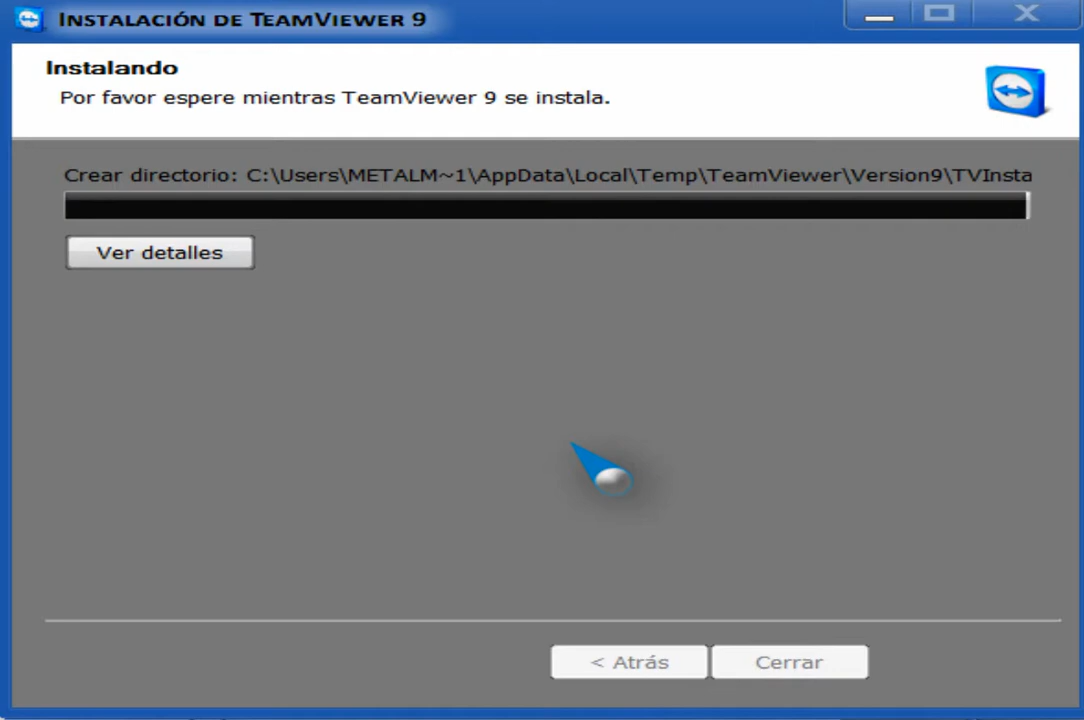 INSTALACIÓN DE TEAMVIEWER 9
Instalando
Por favor espere mientras TeamViewer 9 se instala.
Crear directorio: C:\Users\METALM~1\AppData\Local\Temp\TeamViewer\Version9\TVInsta
Ver detalles
< Atrás
Cerrar